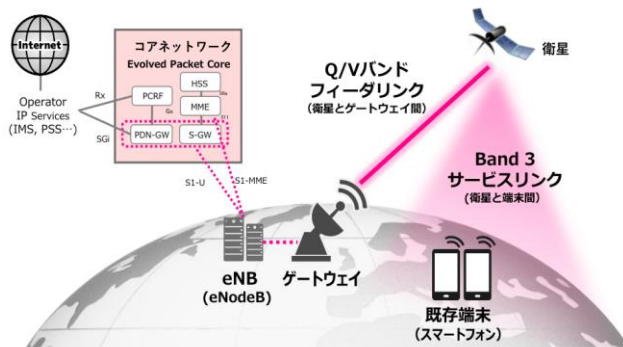 Internet
Operator
IP Services
(IMS, PSS…)
Rx
SGi
コアネットワーク
Evolved Packet Core
HSS
PCRF
MME
Gx
S11
PDN-GW
S-GW
S1-U
S1-MME
eNB
(eNodeB)
ゲートウェイ
Q/Vバンド
フィーダリンク
(衛星とゲートウェイ間)
衛星
Band 3
サービスリンク
(衛星と端末間)
既存端末
(スマートフォン)